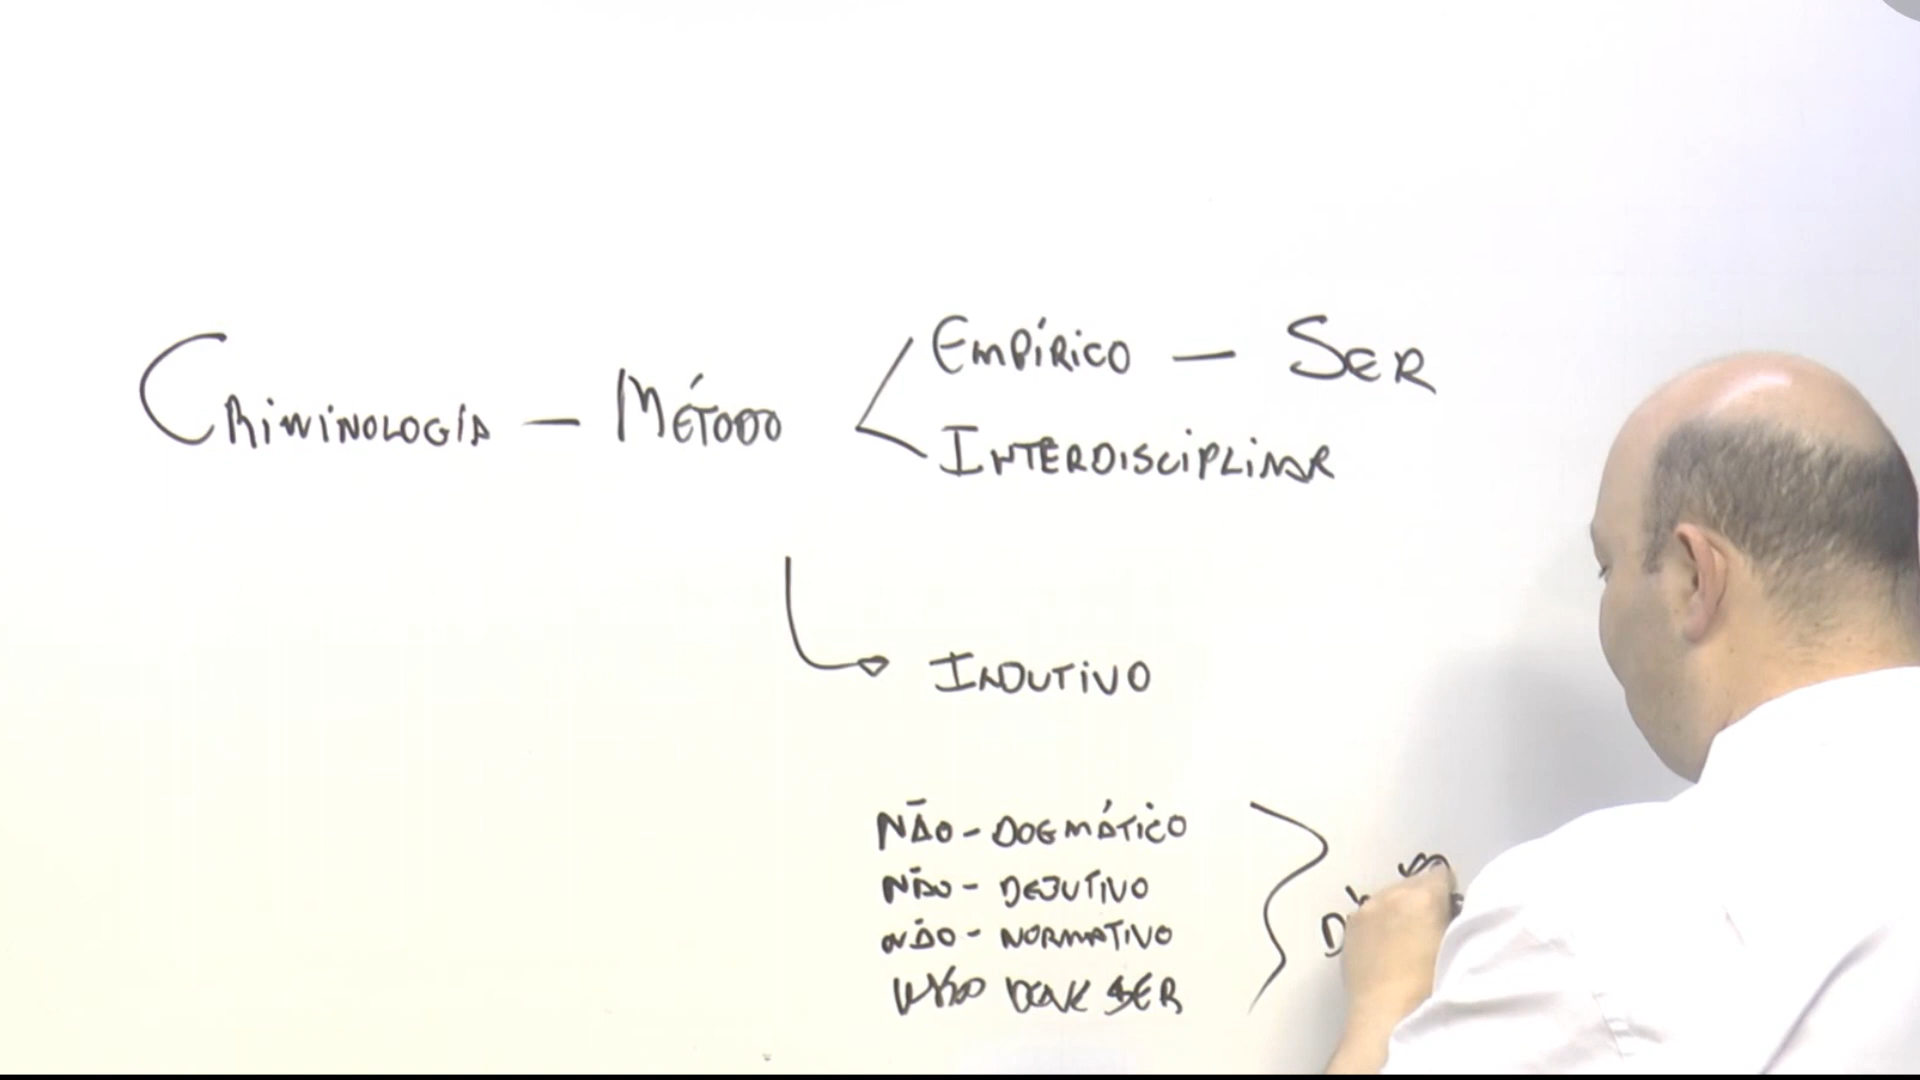 CRIMINOLOGIA — MÉTODO
EMPÍRICO — SER
INTERDISCIPLINAR
INDUTIVO
NÃO - DOGMÁTICO
NÃO - DEDUTIVO
NÃO - NORMATIVO
NÃO DEVE SER